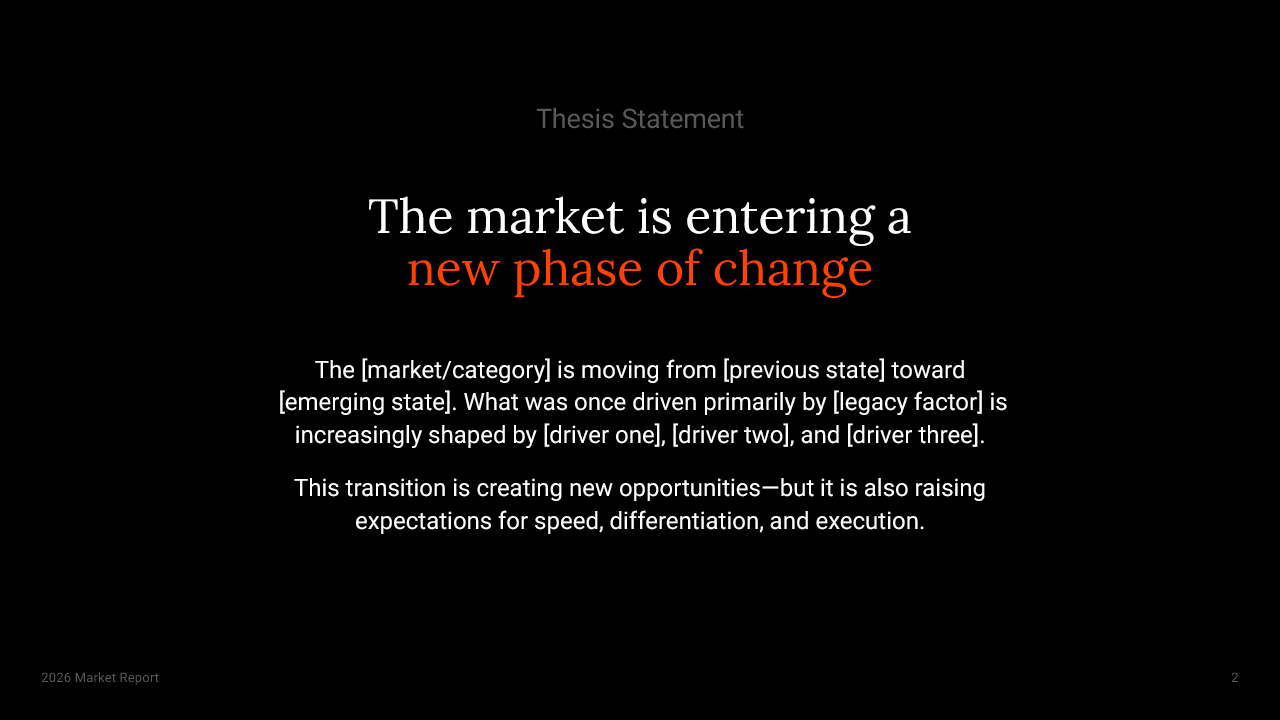 Thesis Statement
The market is entering a
new phase of change
The [market/category] is moving from [previous state] toward
[emerging state]. What was once driven primarily by [legacy factor] is
increasingly shaped by [driver one], [driver two], and [driver three].
This transition is creating new opportunities—but it is also raising
expectations for speed, differentiation, and execution.
2026 Market Report
2